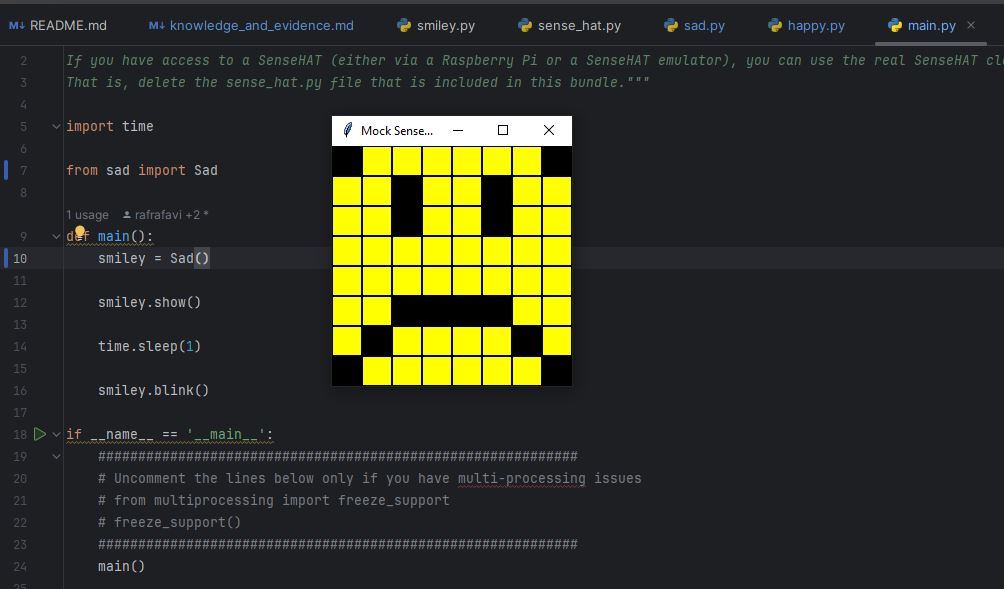 README.md knowledge_and_evidence.md smiley.py sense_hat.py sad.py happy.py main.py
2 If you have access to a SenseHAT (either via a Raspberry Pi or a SenseHAT emulator), you can use the real SenseHAT cl
3 That is, delete the sense_hat.py file that is included in this bundle."""
4
5 import time
6
7 from sad import Sad
8
1 usage rafrafavi +2 *
9 def main():
10 smiley = Sad()
11
12 smiley.show()
13
14 time.sleep(1)
15
16 smiley.blink()
17
18 if __name__ == '__main__':
19 ############################################################
20 # Uncomment the lines below only if you have multi-processing issues
21 # from multiprocessing import freeze_support
22 # freeze_support()
23 ############################################################
24 main()
25
Mock Sense...